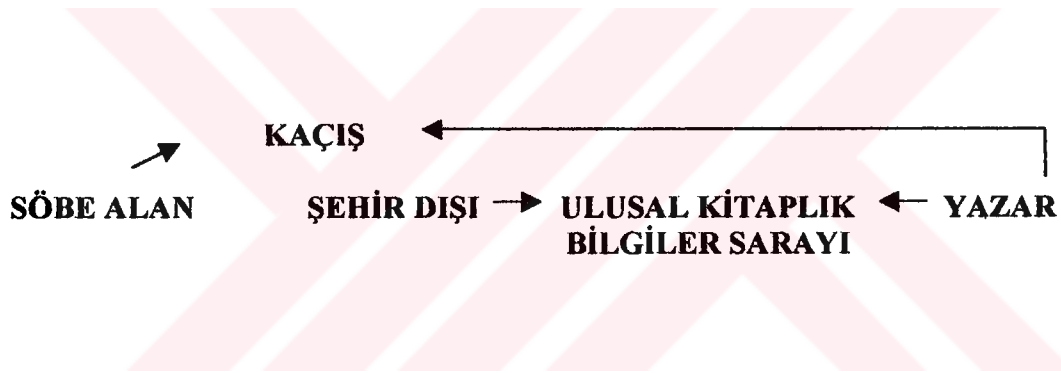 KAÇIŞ
SÖBE ALAN ŞEHİR DIŞI ULUSAL KİTAPLIK YAZAR
BİLGİLER SARAYI